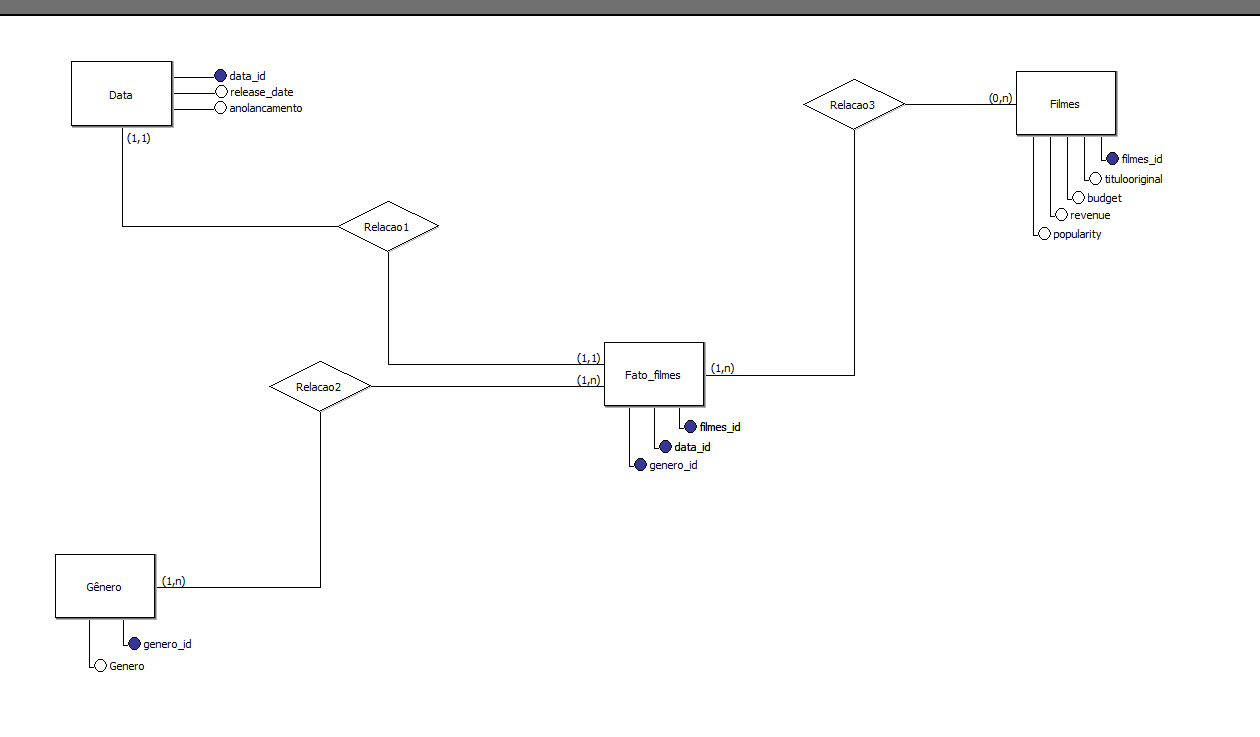 Data
data_id
release_date
anolancamento
(1,1)
Relacao1
Relacao3
(0,n)
Filmes
filmes_id
titulooriginal
budget
revenue
popularity
(1,1)
(1,n)
Relacao2
Fato_filmes
(1,n)
filmes_id
data_id
genero_id
Gênero
(1,n)
genero_id
Genero